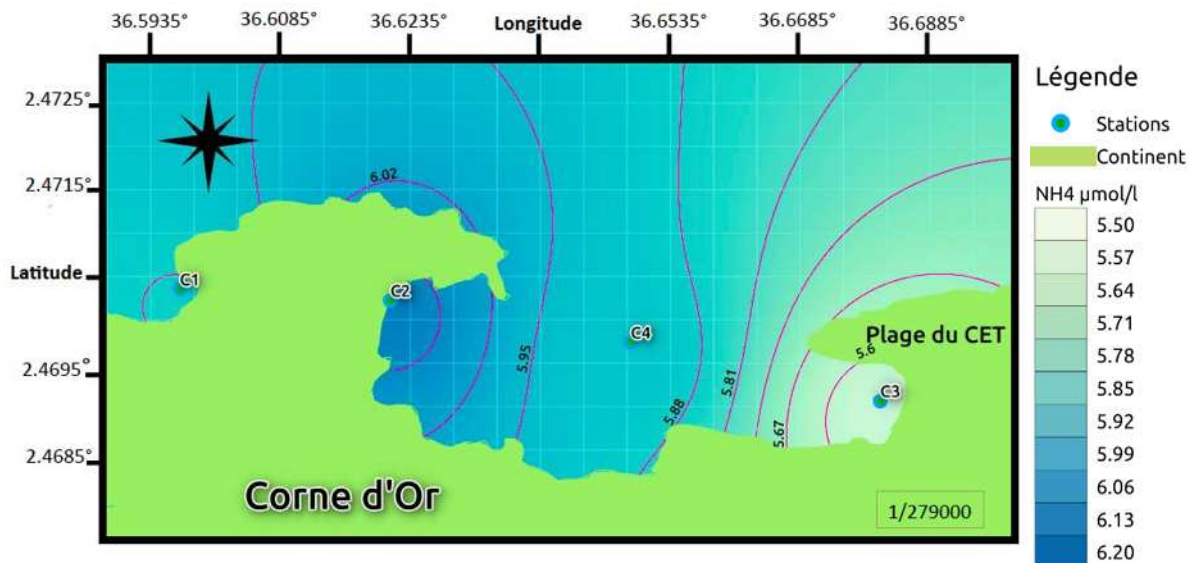 36.5935° 36.6085° 36.6235° Longitude 36.6535° 36.6685° 36.6885°
2.4725°
2.4715°
Latitude
2.4695°
2.4685°
6.02
C1
C2
C4
5.95
5.88
5.81
5.67
5.6
Plage du CET
C3
Corne d'Or
1/279000
Légende
Stations
Continent
NH4 µmol/l
5.50
5.57
5.64
5.71
5.78
5.85
5.92
5.99
6.06
6.13
6.20